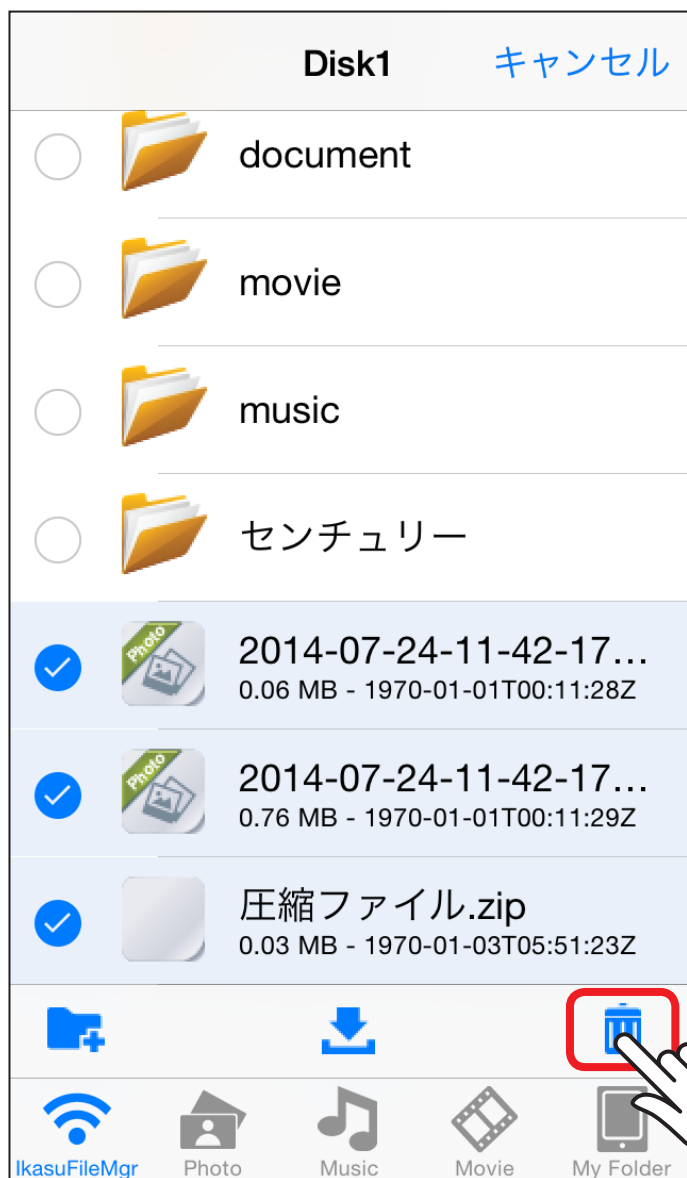 Disk1 キャンセル
document
movie
music
センチュリー
Photo
2014-07-24-11-42-17...
0.06 MB - 1970-01-01T00:11:28Z
Photo
2014-07-24-11-42-17...
0.76 MB - 1970-01-01T00:11:29Z
圧縮ファイル.zip
0.03 MB - 1970-01-03T05:51:23Z
IkasuFileMgr Photo Music Movie My Folder